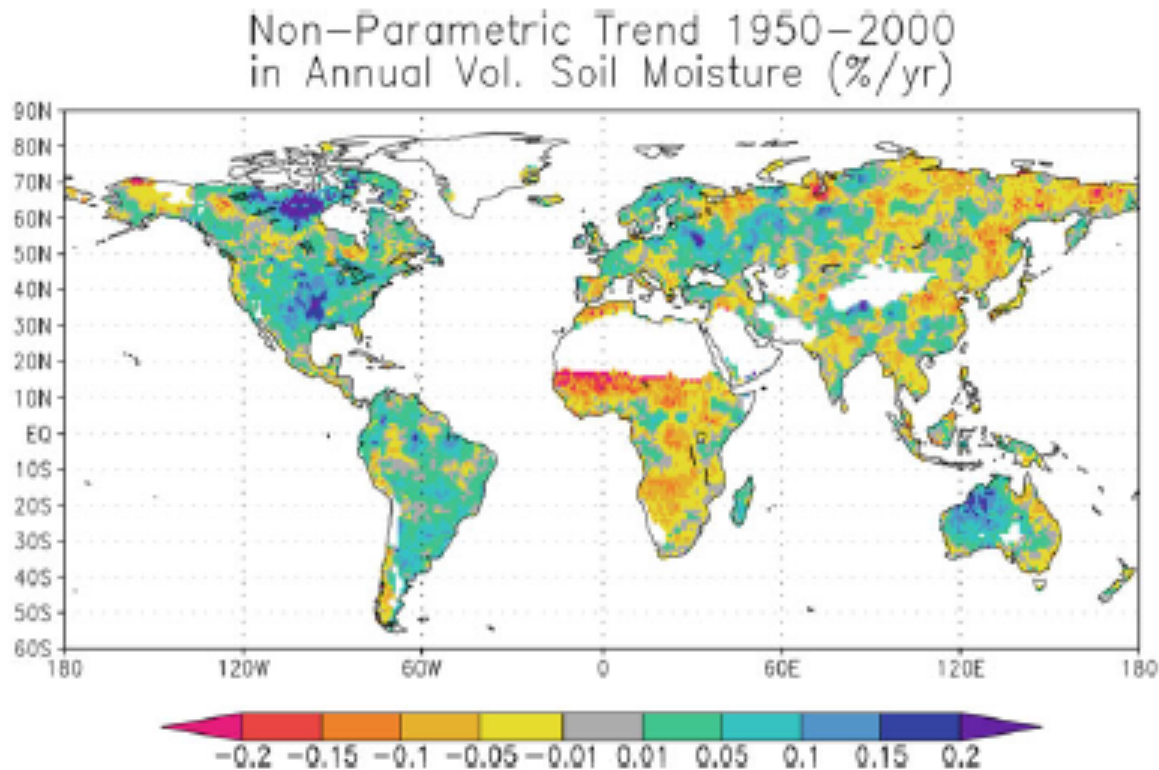 Non-Parametric Trend 1950-2000
in Annual Vol. Soil Moisture (%/yr)
90N
80N
70N
60N
50N
40N
30N
20N
10N
EQ
10S
20S
30S
40S
50S
60S
180 120W 60W 0 60E 120E 180
-0.2 -0.15 -0.1 -0.05 -0.01 0.01 0.05 0.1 0.15 0.2